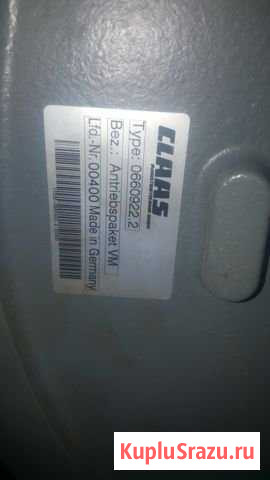 CLAAS
Type: 0660922.2
Bez.: Antriebspaket VM
Lfd.-Nr.00400 Made in Germany
KupluSrazu.ru